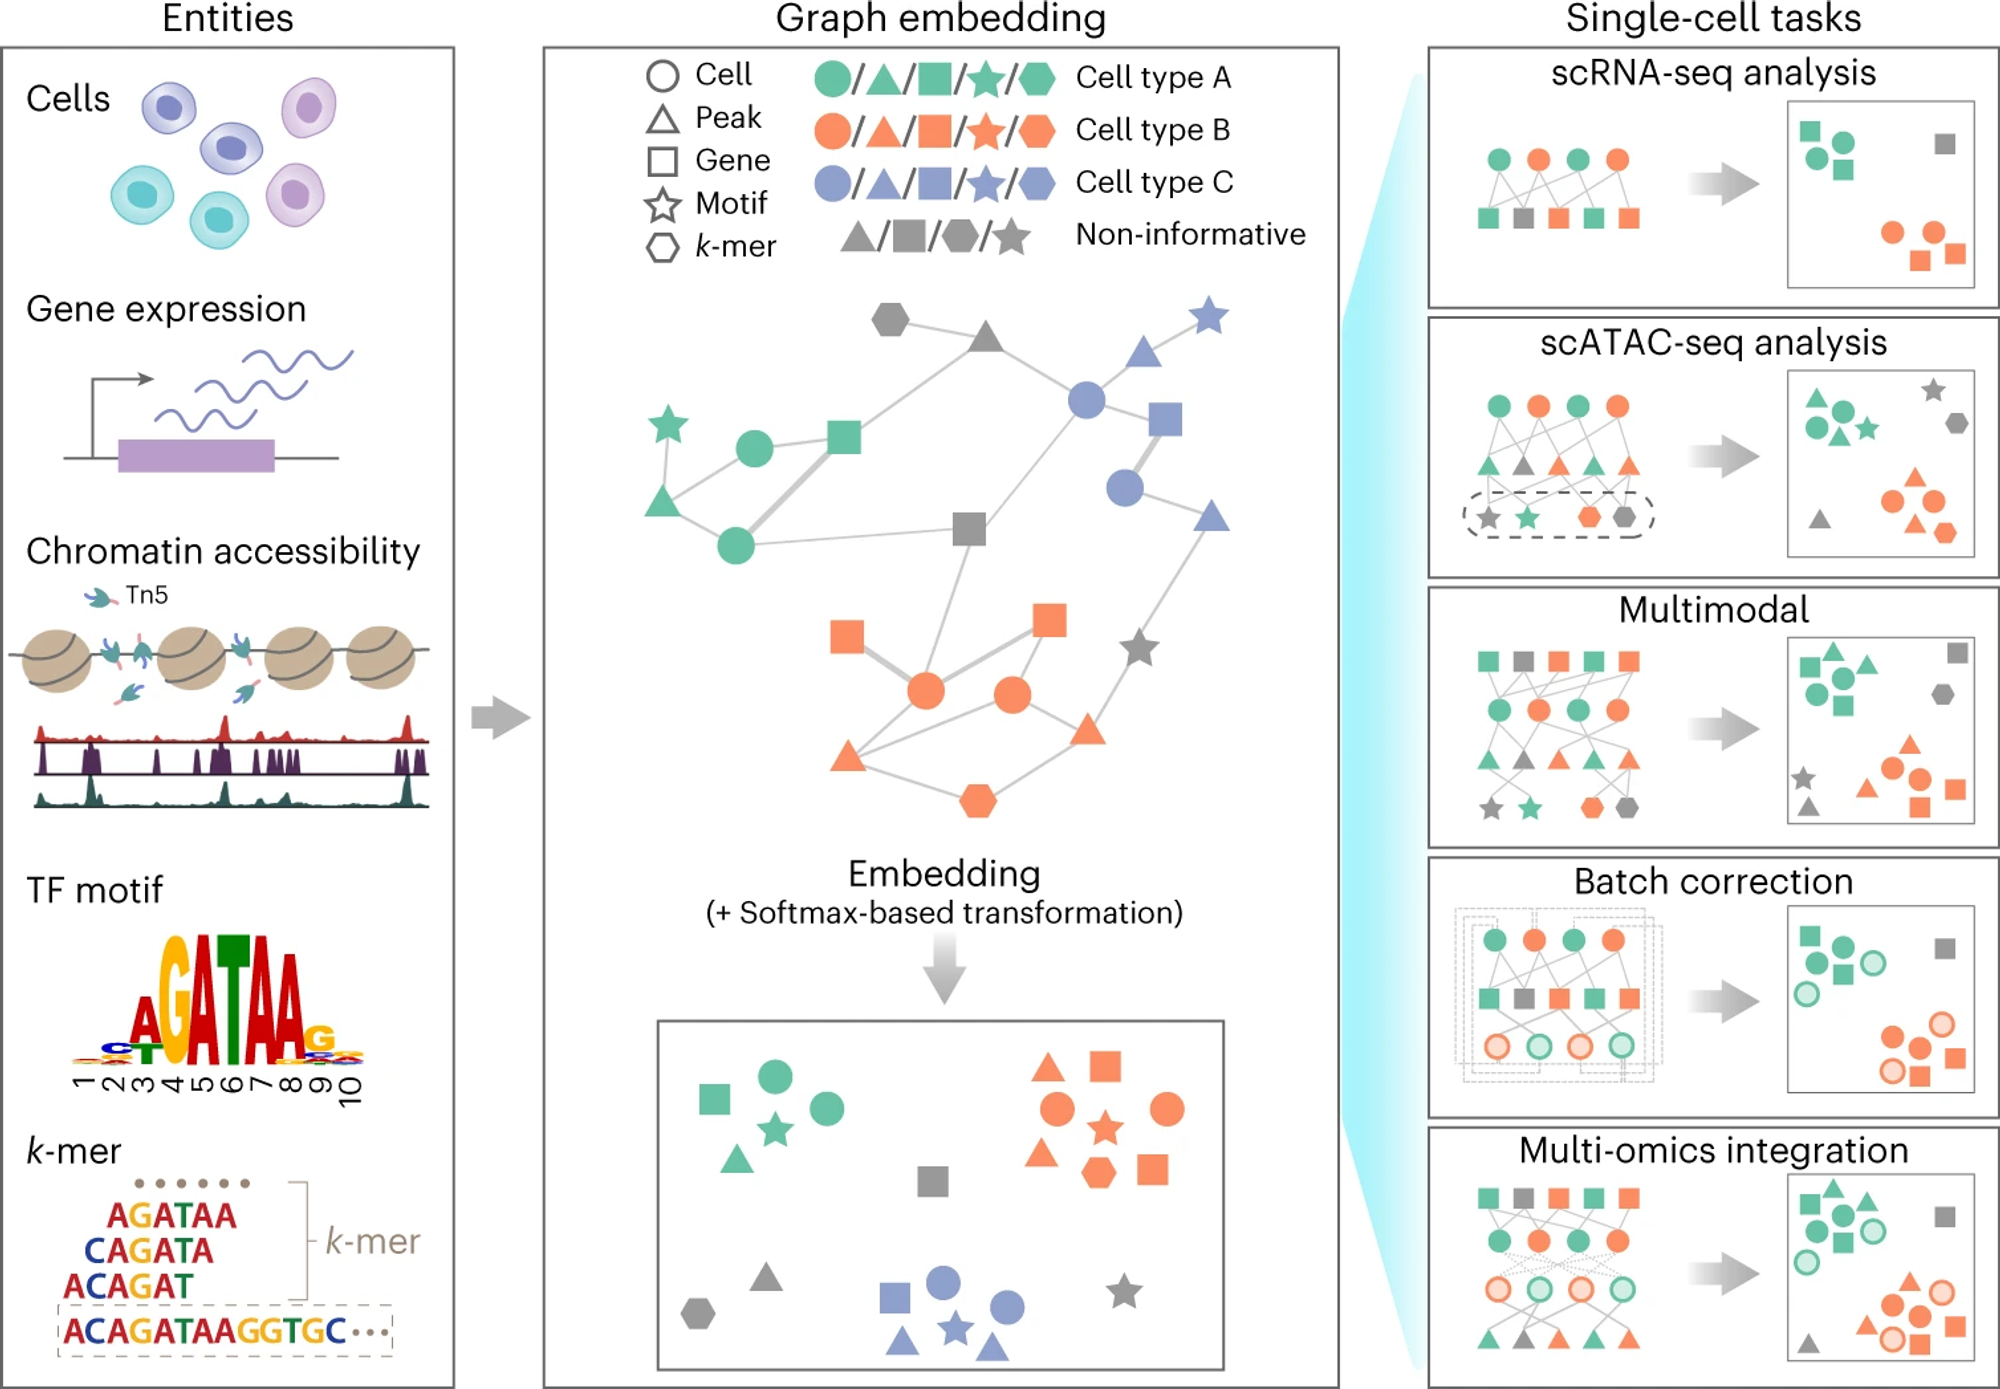 Entities
Cells
Gene expression
Chromatin accessibility
Tn5
TF motif
AGATAAG
T
1 2 3 4 5 6 7 8 9 10
k-mer
AGATAA
CAGATA
k-mer
ACAGAT
ACAGATAAGGTGC
Graph embedding
Cell
Peak
Gene
Motif
k-mer
Cell type A
Cell type B
Cell type C
Non-informative
Embedding
(+ Softmax-based transformation)
Single-cell tasks
scRNA-seq analysis
scATAC-seq analysis
Multimodal
Batch correction
Multi-omics integration